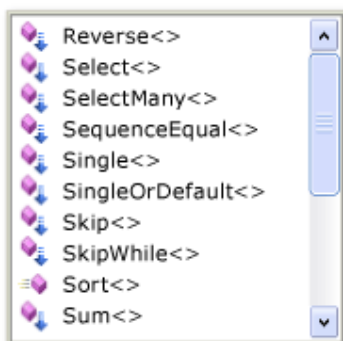 Reverse<>
Select<>
SelectMany<>
SequenceEqual<>
Single<>
SingleOrDefault<>
Skip<>
SkipWhile<>
Sort<>
Sum<>